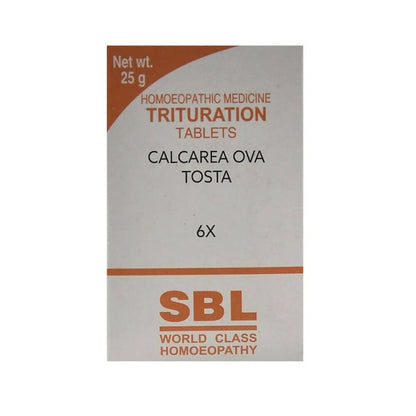 Net wt.
25 g
HOMOEOPATHIC MEDICINE
TRITURATION
TABLETS
CALCAREA OVA
TOSTA
6X
SBL
WORLD CLASS
HOMOEOPATHY